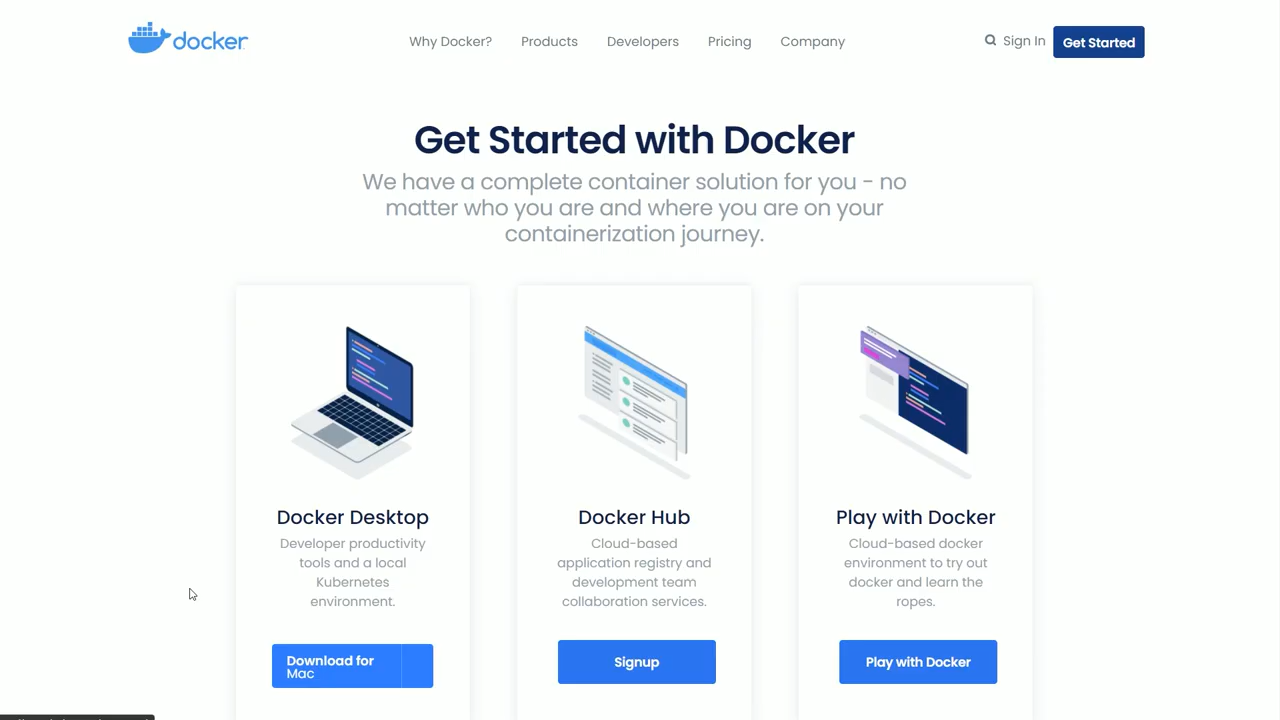 docker
Why Docker?
Products
Developers
Pricing
Company
Sign In
Get Started
Get Started with Docker
We have a complete container solution for you - no
matter who you are and where you are on your
containerization journey.
Docker Desktop
Developer productivity
tools and a local
Kubernetes
environment.
Download for
Mac
Docker Hub
Cloud-based
application registry and
development team
collaboration services.
Signup
Play with Docker
Cloud-based docker
environment to try out
docker and learn the
ropes.
Play with Docker